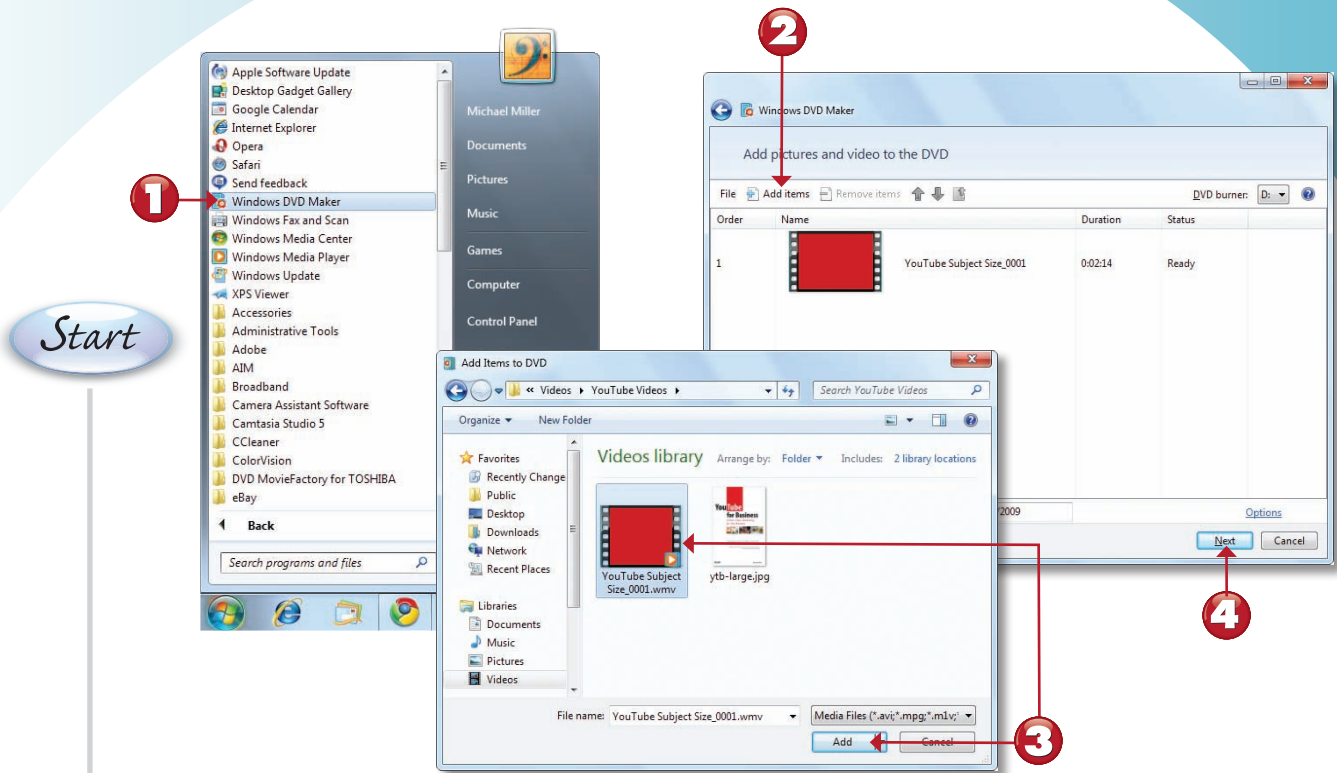 Start
1
2
3
4
Apple Software Update
Desktop Gadget Gallery
Google Calendar
Internet Explorer
Opera
Safari
Send feedback
Windows DVD Maker
Windows Fax and Scan
Windows Media Center
Windows Media Player
Windows Update
XPS Viewer
Accessories
Administrative Tools
Adobe
AIM
Broadband
Camera Assistant Software
Camtasia Studio 5
CCleaner
ColorVision
DVD MovieFactory for TOSHIBA
eBay
Back
Search programs and files
Michael Miller
Documents
Pictures
Music
Games
Computer
Control Panel
Windows DVD Maker
Add pictures and video to the DVD
File Add items Remove items DVD burner: D:
Order Name Duration Status
1 YouTube Subject Size_0001 0:02:14 Ready
/2009
Options
Next Cancel
Add Items to DVD
« Videos YouTube Videos Search YouTube Videos
Organize New Folder
Favorites
Recently Change
Public
Desktop
Downloads
Network
Recent Places
Libraries
Documents
Music
Pictures
Videos
Videos library Arrange by: Folder Includes: 2 library locations
YouTube
for Business
YouTube Subject
Size_0001.wmv
ytb-large.jpg
File name: YouTube Subject Size_0001.wmv Media Files (*.avi;*.mpg;*.m1v;
Add Cancel